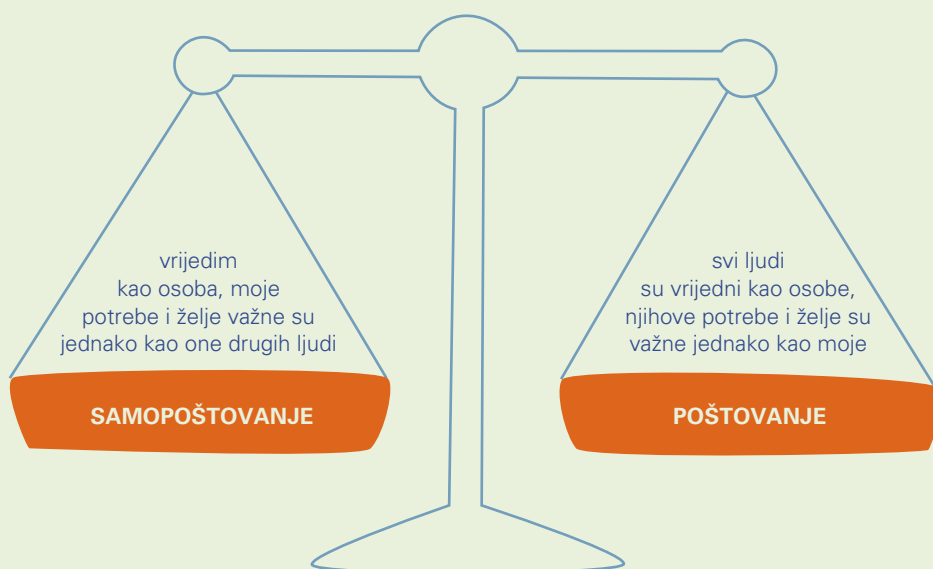 vrijedim
kao osoba, moje
potrebe i želje važne su
jednako kao one drugih ljudi
SAMOPOŠTOVANJE
svi ljudi
su vrijedni kao osobe,
njihove potrebe i želje su
važne jednako kao moje
POŠTOVANJE